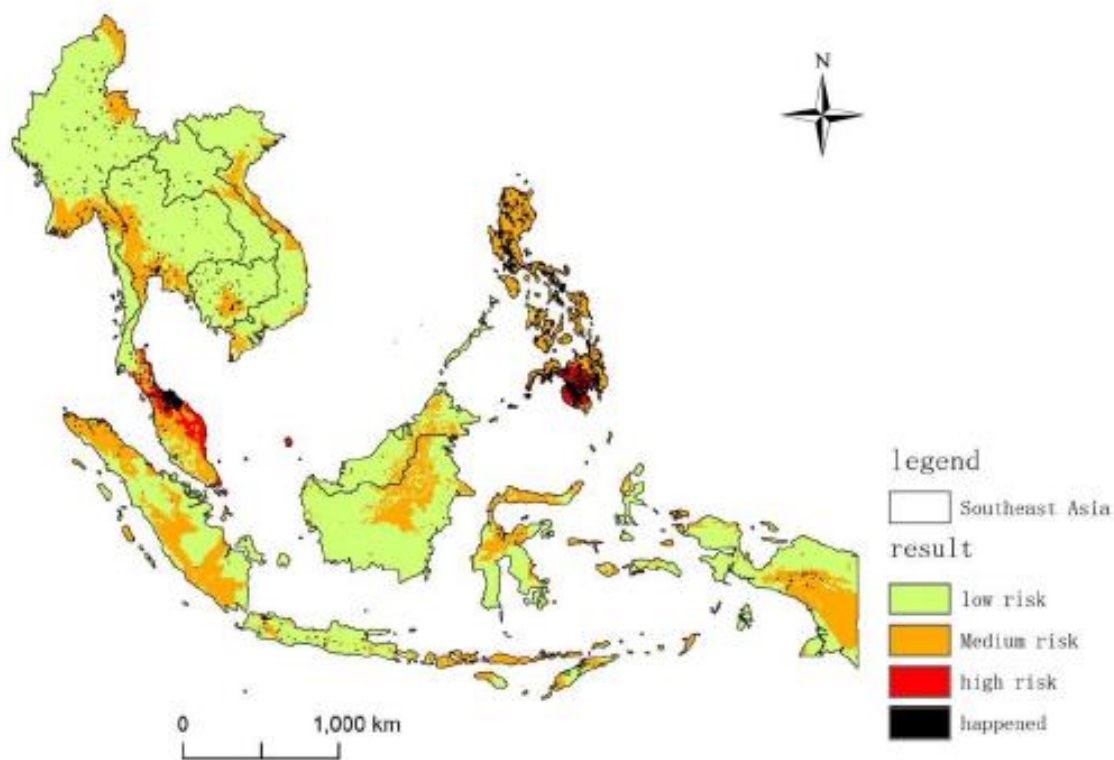 N
legend
Southeast Asia
result
low risk
Medium risk
high risk
happened
0 1,000 km